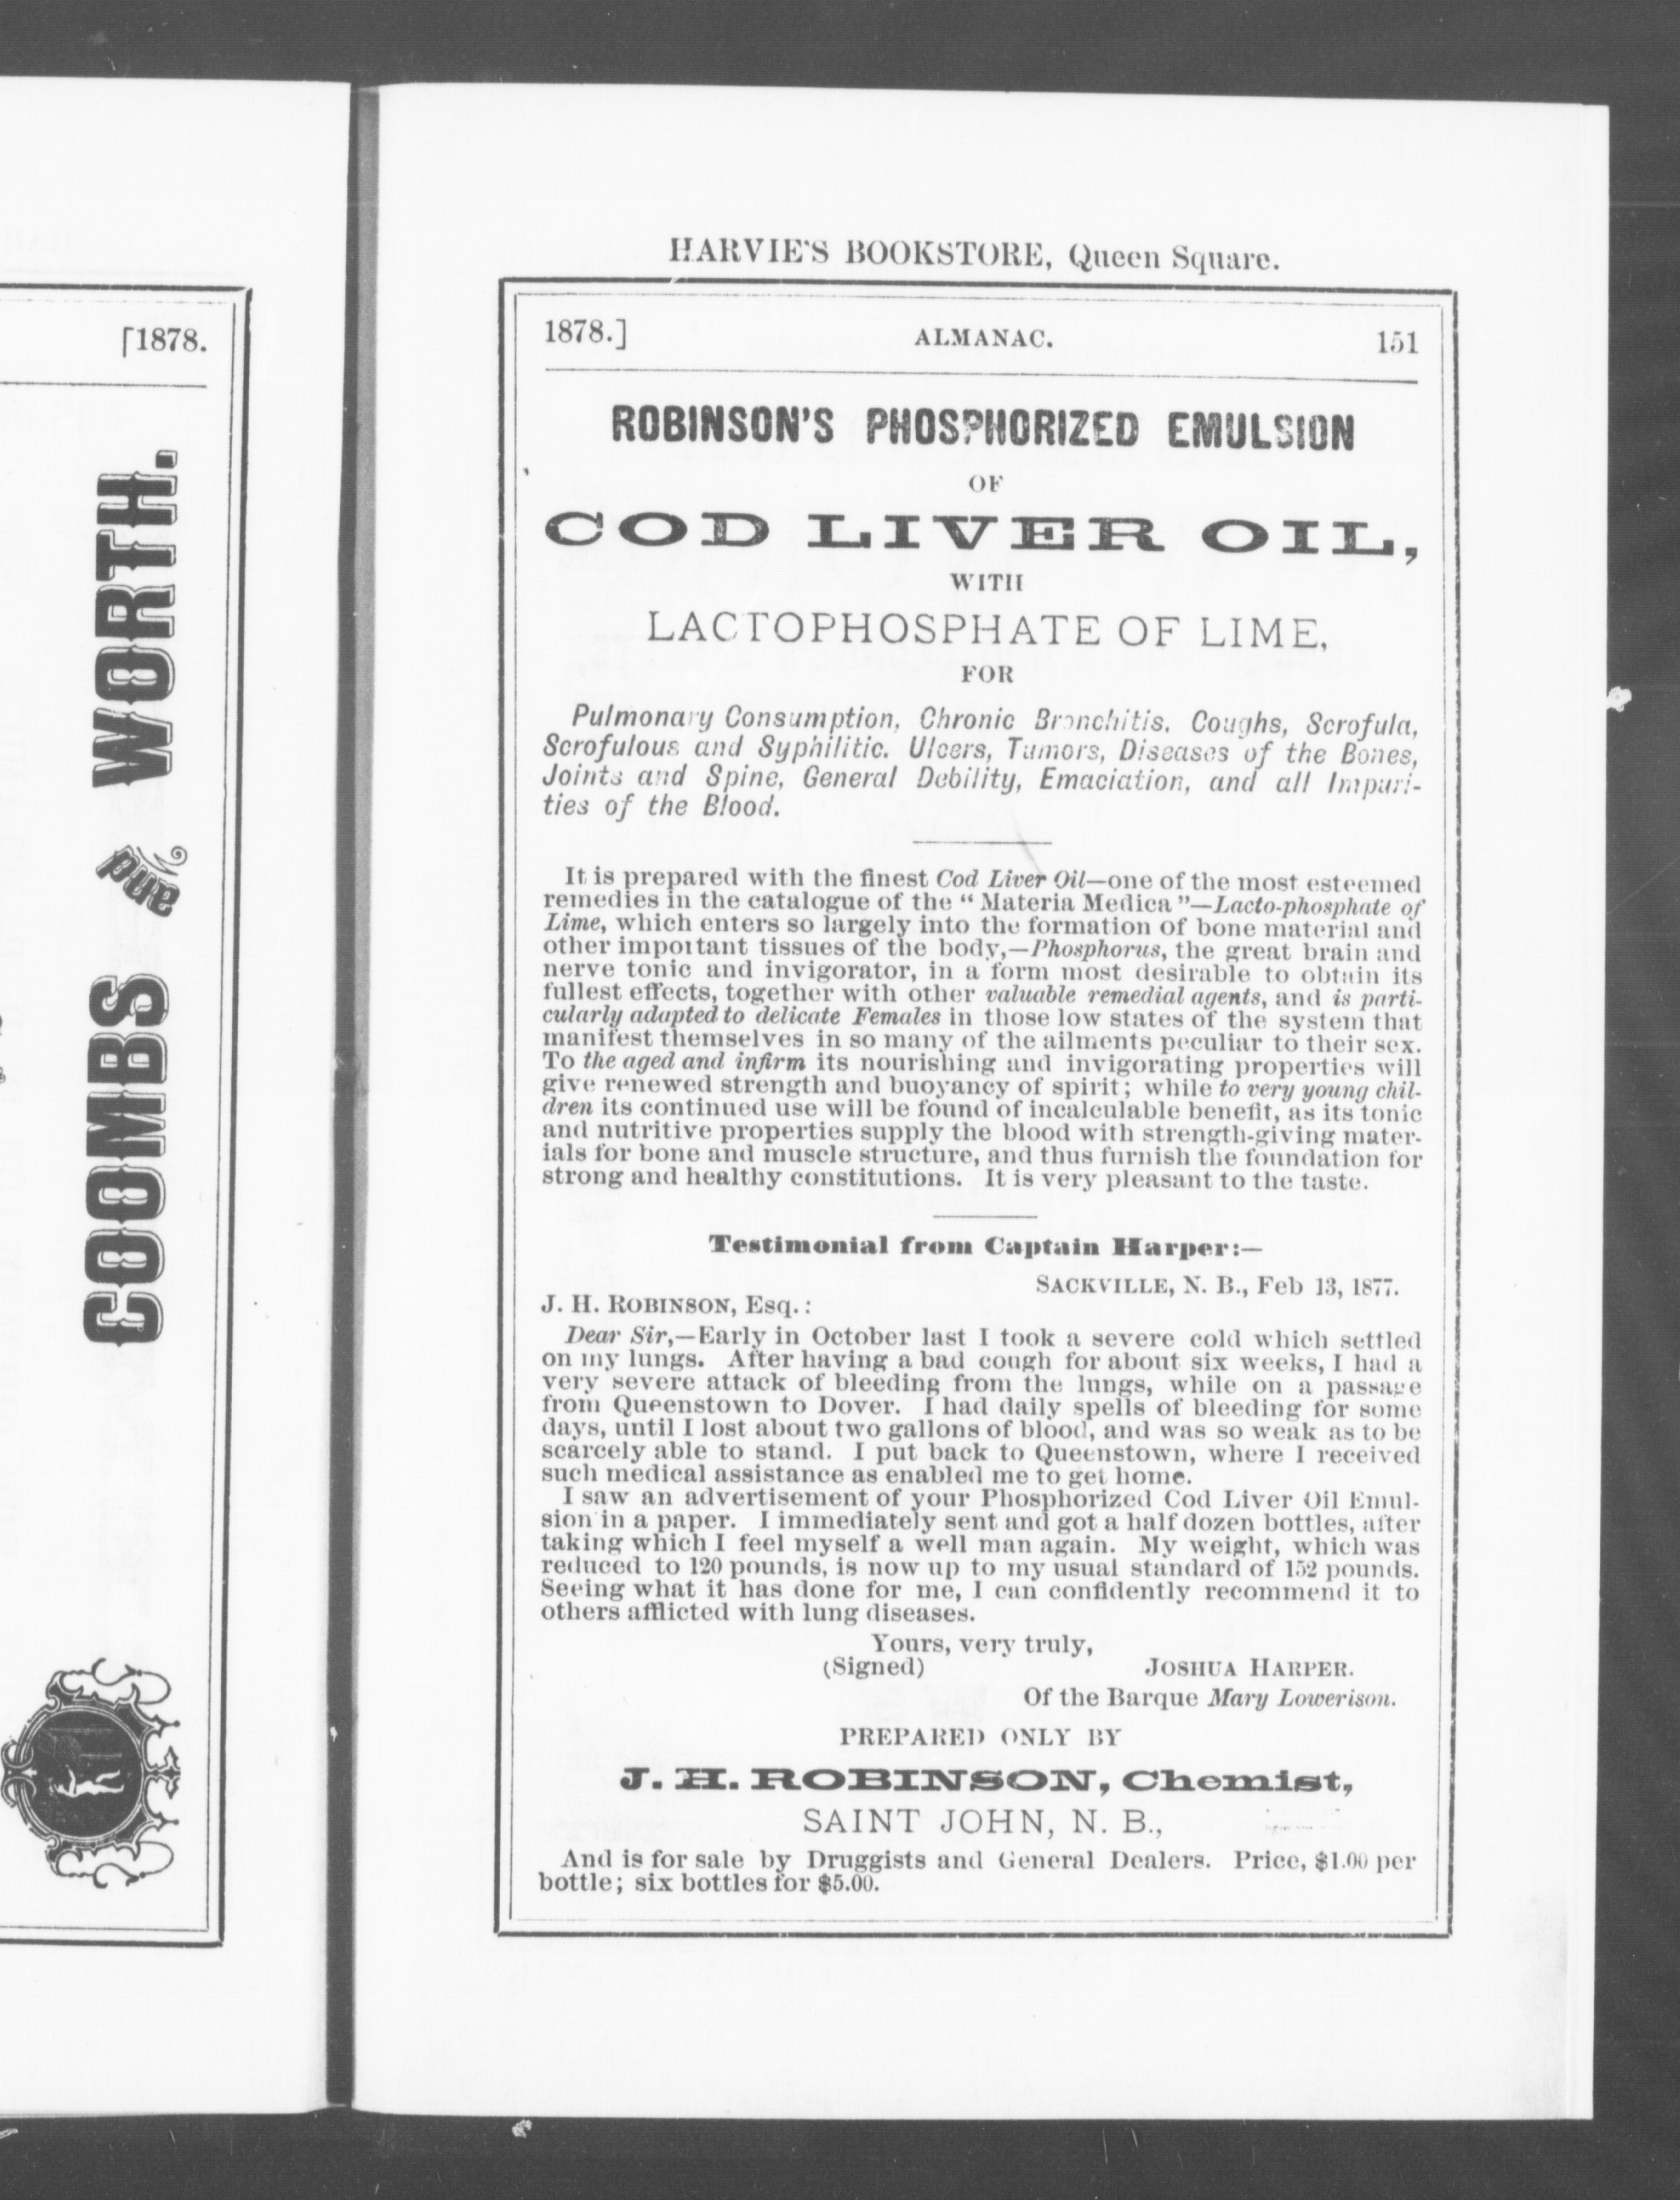 [1878.
COOMBS and WORTH.
HARVIE'S BOOKSTORE, Queen Square.
1878.] ALMANAC. 151
ROBINSON'S PHOSPHORIZED EMULSION
OF
COD LIVER OIL,
WITH
LACTOPHOSPHATE OF LIME,
FOR
Pulmonary Consumption, Chronic Bronchitis, Coughs, Scrofula,
Scrofulous and Syphilitic. Ulcers, Tumors, Diseases of the Bones,
Joints and Spine, General Debility, Emaciation, and all Impuri-
ties of the Blood.
It is prepared with the finest Cod Liver Oil—one of the most esteemed
remedies in the catalogue of the "Materia Medica"—Lacto-phosphate of
Lime, which enters so largely into the formation of bone material and
other important tissues of the body,—Phosphorus, the great brain and
nerve tonic and invigorator, in a form most desirable to obtain its
fullest effects, together with other valuable remedial agents, and is parti-
cularly adapted to delicate Females in those low states of the system that
manifest themselves in so many of the ailments peculiar to their sex.
To the aged and infirm its nourishing and invigorating properties will
give renewed strength and buoyancy of spirit; while to very young chil-
dren its continued use will be found of incalculable benefit, as its tonic
and nutritive properties supply the blood with strength-giving mater-
ials for bone and muscle structure, and thus furnish the foundation for
strong and healthy constitutions. It is very pleasant to the taste.
Testimonial from Captain Harper:—
SACKVILLE, N. B., Feb 13, 1877.
J. H. ROBINSON, Esq.:
Dear Sir,—Early in October last I took a severe cold which settled
on my lungs. After having a bad cough for about six weeks, I had a
very severe attack of bleeding from the lungs, while on a passage
from Queenstown to Dover. I had daily spells of bleeding for some
days, until I lost about two gallons of blood, and was so weak as to be
scarcely able to stand. I put back to Queenstown, where I received
such medical assistance as enabled me to get home.
I saw an advertisement of your Phosphorized Cod Liver Oil Emul-
sion in a paper. I immediately sent and got a half dozen bottles, after
taking which I feel myself a well man again. My weight, which was
reduced to 120 pounds, is now up to my usual standard of 152 pounds.
Seeing what it has done for me, I can confidently recommend it to
others afflicted with lung diseases.
Yours, very truly,
(Signed) JOSHUA HARPER.
Of the Barque Mary Lowerison.
PREPARED ONLY BY
J. H. ROBINSON, Chemist,
SAINT JOHN, N. B.,
And is for sale by Druggists and General Dealers. Price, $1.00 per
bottle; six bottles for $5.00.